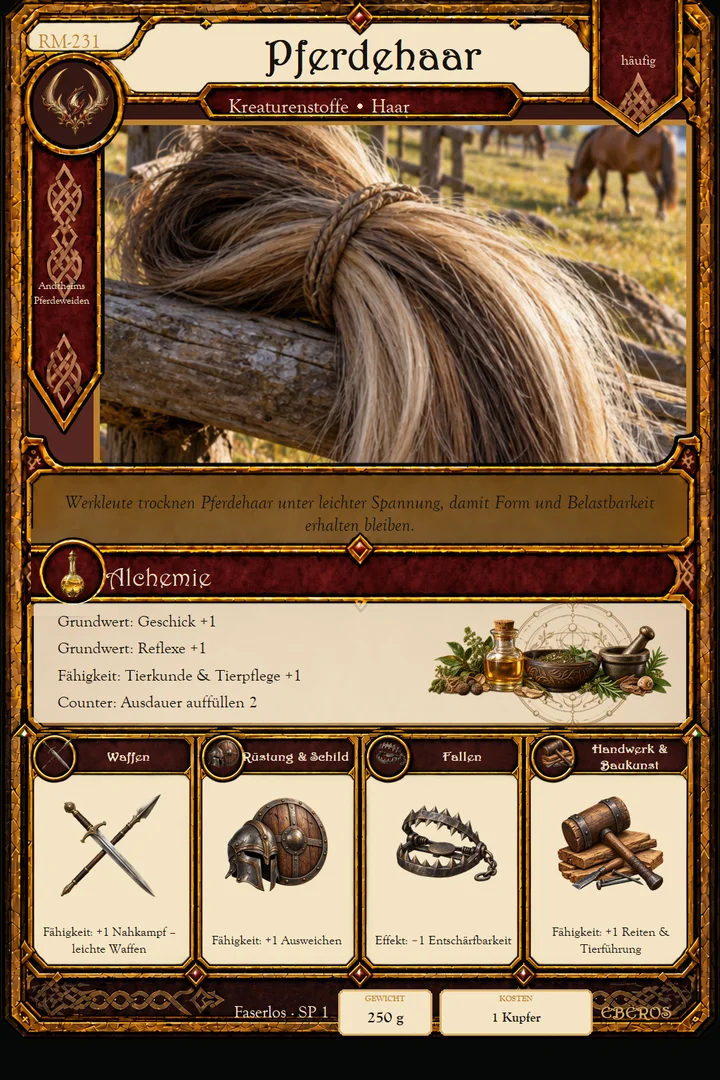 RM-231
Pferdehaar
häufig
Kreaturenstoffe • Haar
Andtheims
Pferdeweiden
Werkleute trocknen Pferdehaar unter leichter Spannung, damit Form und Belastbarkeit
erhalten bleiben.
Alchemie
Grundwert: Geschick +1
Grundwert: Reflexe +1
Fähigkeit: Tierkunde & Tierpflege +1
Counter: Ausdauer auffüllen 2
Waffen
Rüstung & Schild
Fallen
Handwerk &
Baukunst
Fähigkeit: +1 Nahkampf –
leichte Waffen
Fähigkeit: +1 Ausweichen
Effekt: −1 Entschärfbarkeit
Fähigkeit: +1 Reiten &
Tierführung
Faserlos · SP 1
GEWICHT
250 g
KOSTEN
1 Kupfer
EBEROS